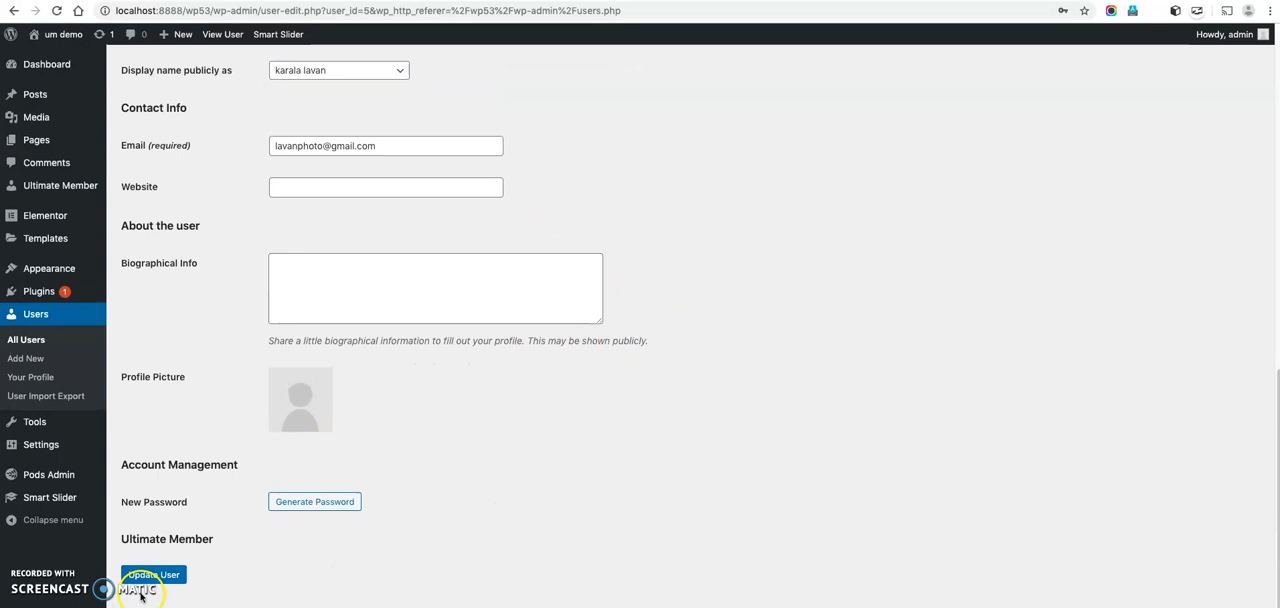 localhost:8888/wp53/wp-admin/user-edit.php?user_id=5&wp_http_referer=%2Fwp53%2Fwp-admin%2Fusers.php
um demo 1 0 New View User Smart Slider Howdy, admin
Dashboard
Posts
Media
Pages
Comments
Ultimate Member
Elementor
Templates
Appearance
Plugins 1
Users
All Users
Add New
Your Profile
User Import Export
Tools
Settings
Pods Admin
Smart Slider
Collapse menu
Display name publicly as karala lavan
Contact Info
Email (required) lavanphoto@gmail.com
Website
About the user
Biographical Info
Share a little biographical information to fill out your profile. This may be shown publicly.
Profile Picture
Account Management
New Password Generate Password
Ultimate Member
Update User
RECORDED WITH
SCREENCAST MATIC